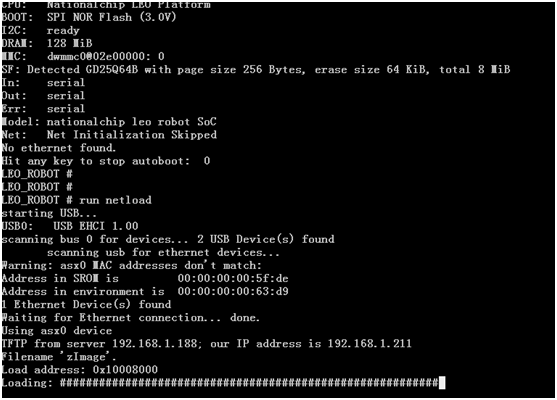 CPU:   Nationalchip LEO Platform
BOOT:  SPI NOR Flash (3.0V)
I2C:   ready
DRAM:  128 MiB
MMC:   dwmmc0@02e00000: 0
SF: Detected GD25Q64B with page size 256 Bytes, erase size 64 KiB, total 8 MiB
In:    serial
Out:   serial
Err:   serial
Model: nationalchip leo robot SoC
Net:   Net Initialization Skipped
No ethernet found.
Hit any key to stop autoboot:  0
LEO_ROBOT #
LEO_ROBOT #
LEO_ROBOT # run netload
starting USB...
USB0:   USB EHCI 1.00
scanning bus 0 for devices... 2 USB Device(s) found
       scanning usb for ethernet devices...
Warning: asx0 MAC addresses don't match:
Address in SROM is         00:00:00:00:5f:de
Address in environment is  00:00:00:00:63:d9
1 Ethernet Device(s) found
Waiting for Ethernet connection... done.
Using asx0 device
TFTP from server 192.168.1.188; our IP address is 192.168.1.211
Filename 'zImage'.
Load address: 0x10008000
Loading: ##########################################################